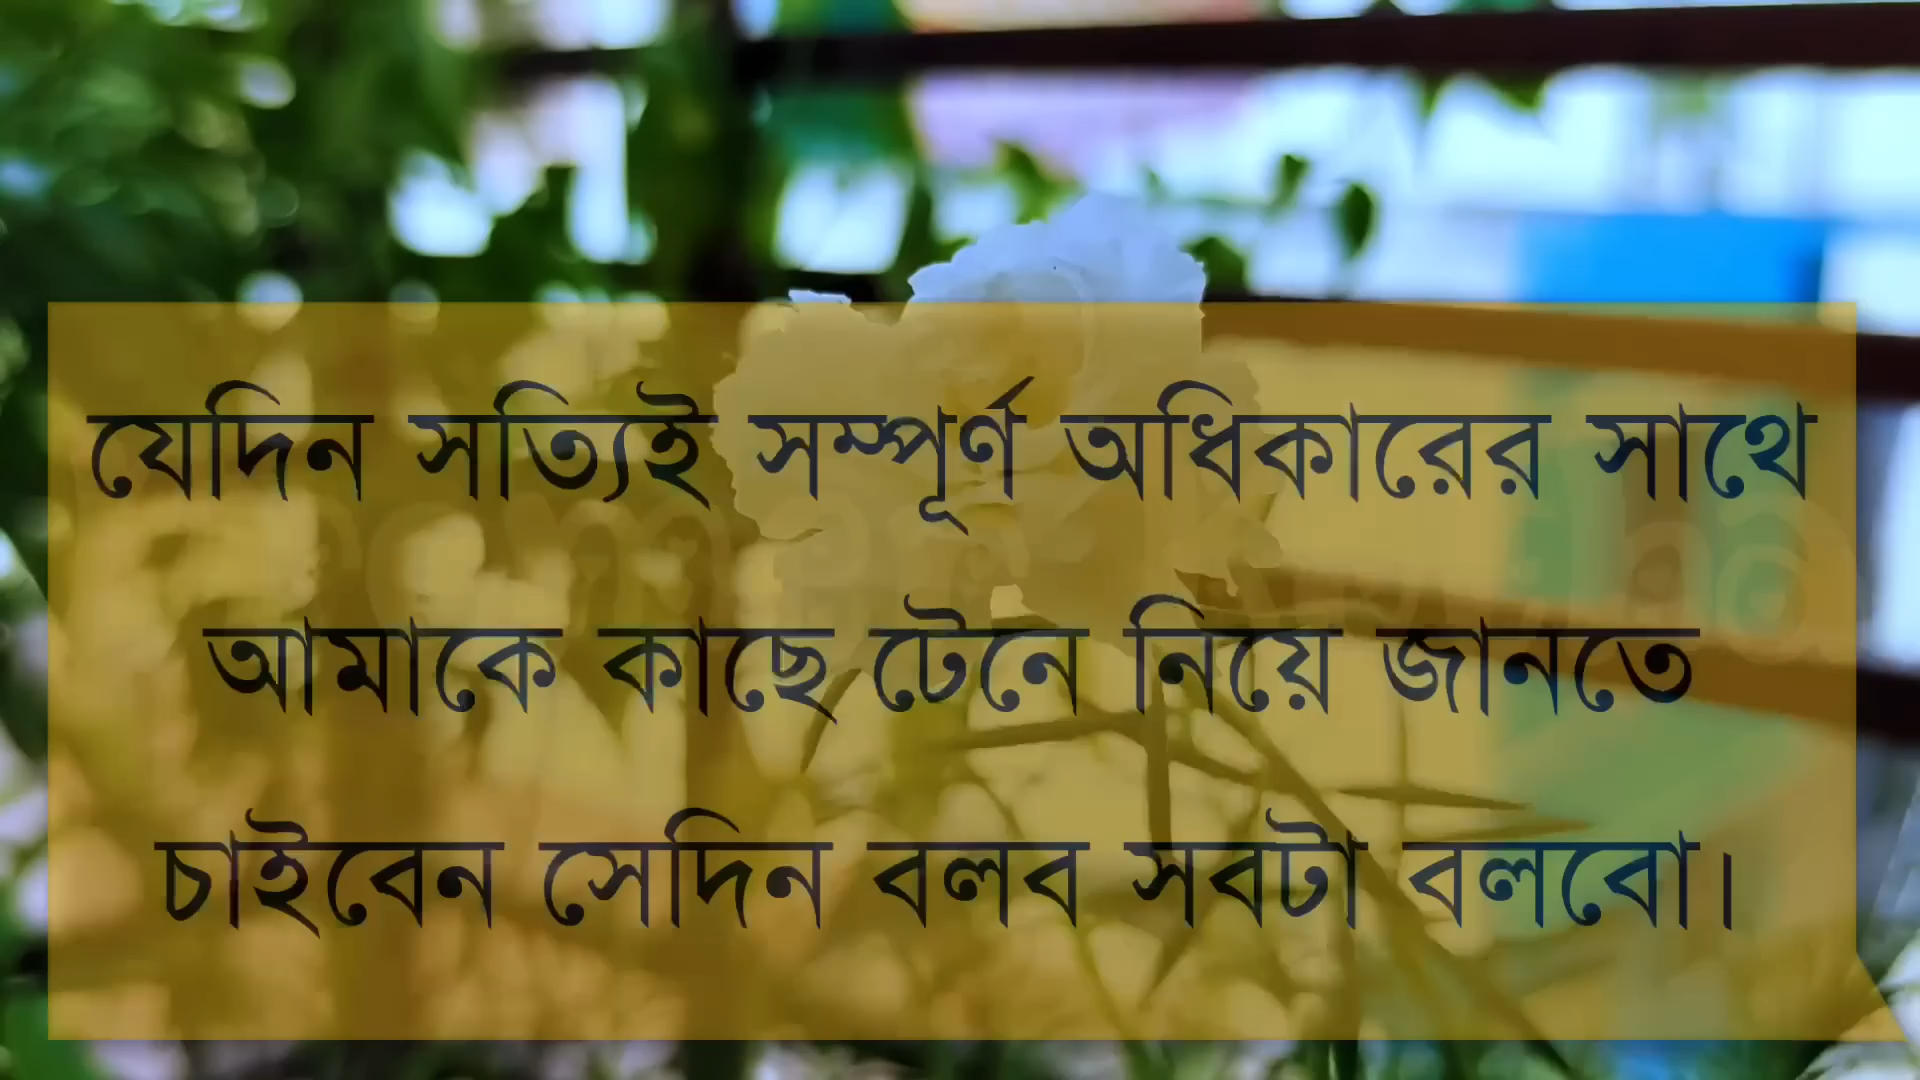 যেদিন সত্যিই সম্পূর্ণ অধিকারের সাথে
আমাকে কাছে টেনে নিয়ে জানতে
চাইবেন সেদিন বলব সবটা বলবো।